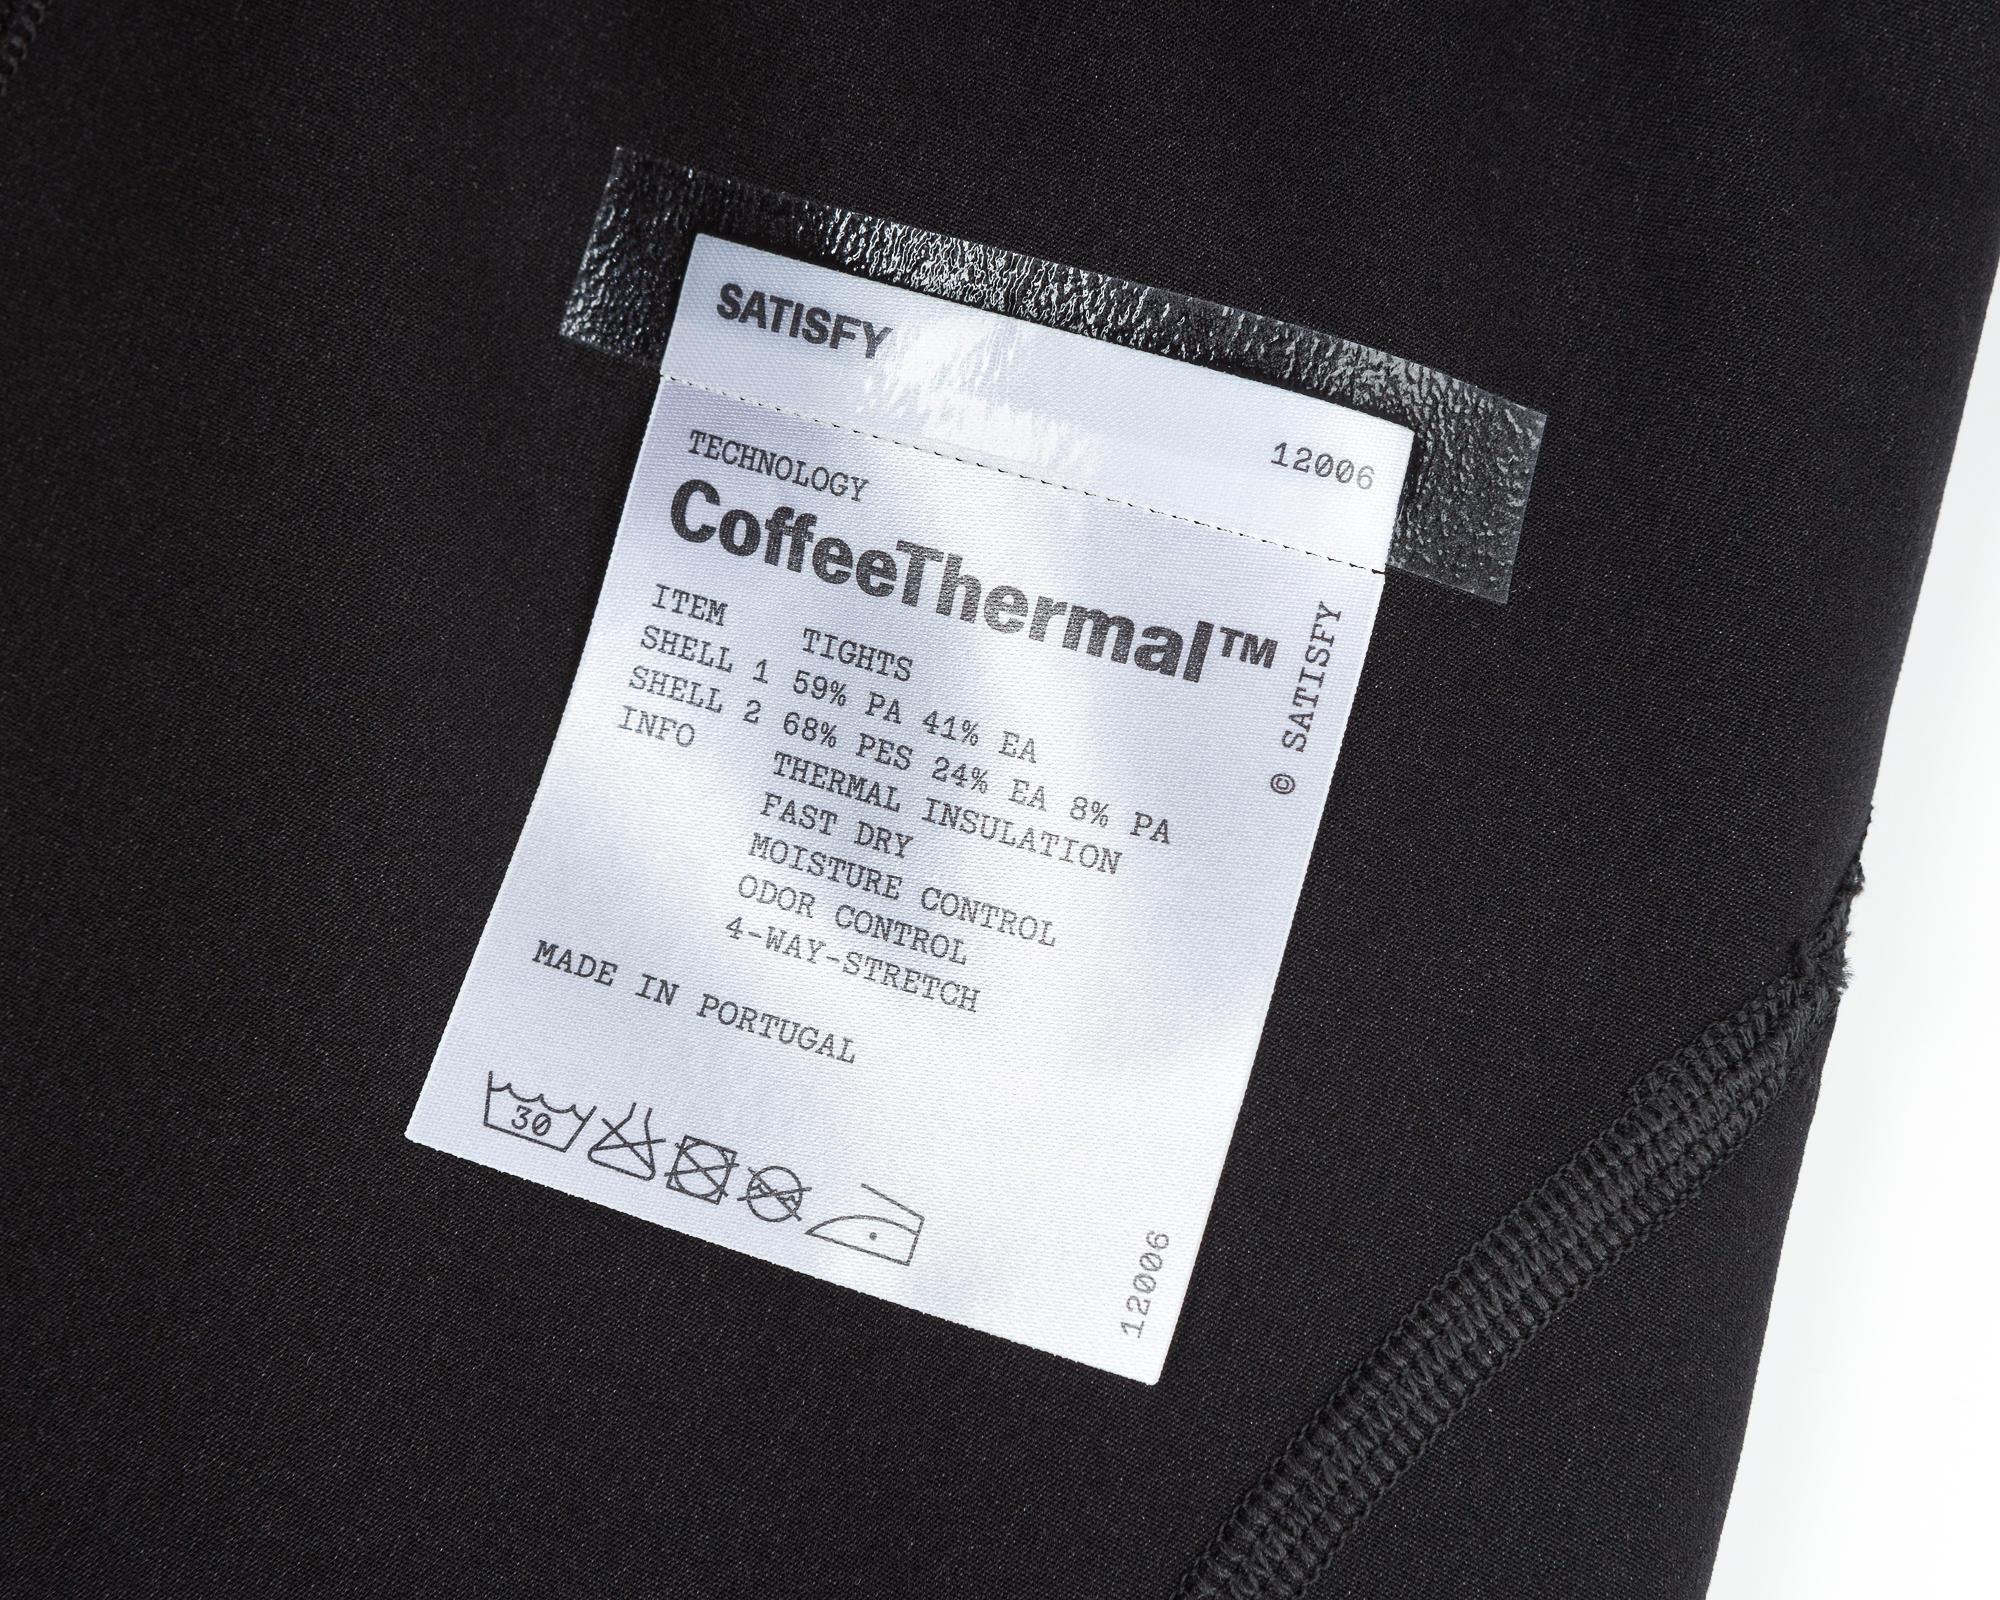 SATISFY
12006
TECHNOLOGY
CoffeeThermal™
ITEM TIGHTS
SHELL 1 59% PA 41% EA
SHELL 2 68% PES 24% EA 8% PA
INFO THERMAL INSULATION
FAST DRY
MOISTURE CONTROL
ODOR CONTROL
4-WAY-STRETCH
MADE IN PORTUGAL
30
© SATISFY
12006